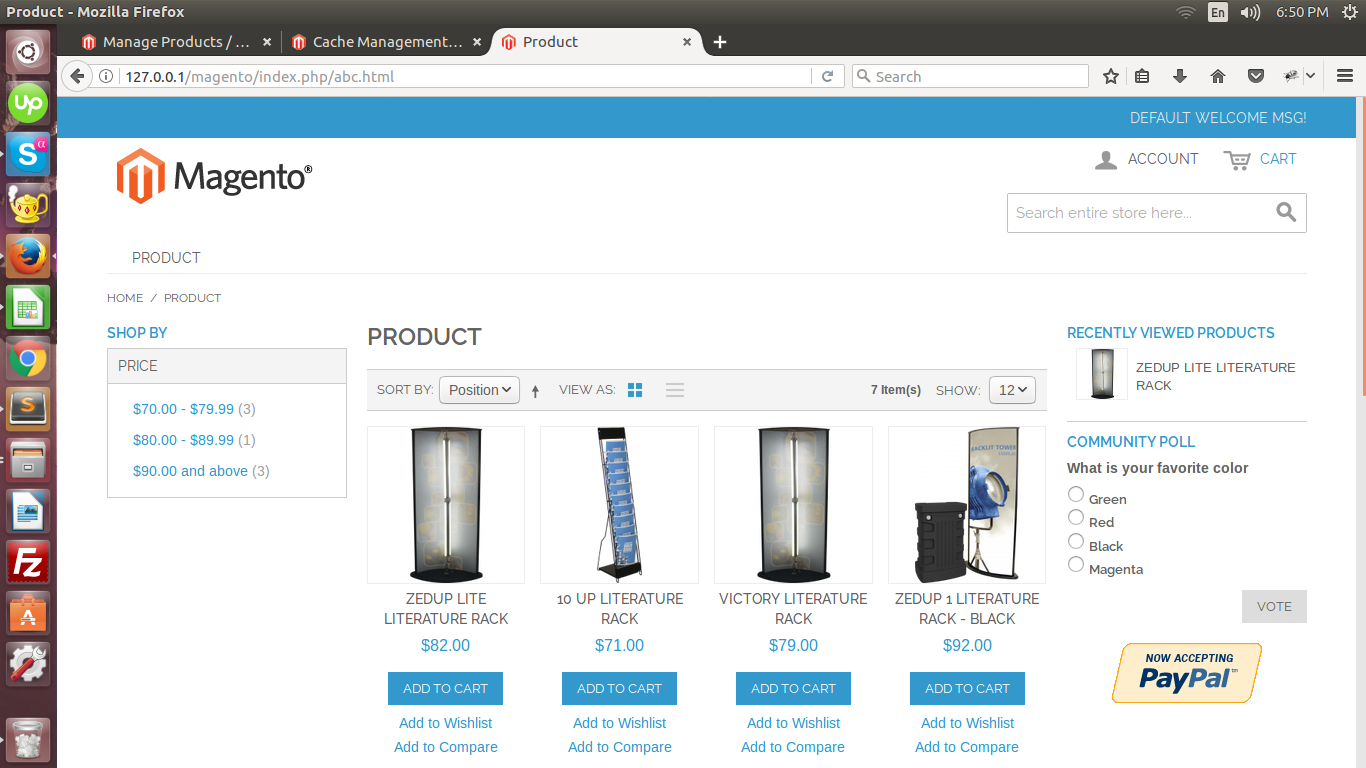 Product - Mozilla Firefox
En
6:50 PM
Manage Products / ...
Cache Management...
Product
127.0.0.1/magento/index.php/abc.html
Search
DEFAULT WELCOME MSG!
Magento®
ACCOUNT
CART
Search entire store here...
PRODUCT
HOME / PRODUCT
SHOP BY
PRICE
$70.00 - $79.99 (3)
$80.00 - $89.99 (1)
$90.00 and above (3)
PRODUCT
SORT BY: Position
VIEW AS:
7 Item(s)
SHOW: 12
BACKLIT TOWER
ZEDUP LITE
LITERATURE RACK
$82.00
ADD TO CART
Add to Wishlist
Add to Compare
10 UP LITERATURE
RACK
$71.00
ADD TO CART
Add to Wishlist
Add to Compare
VICTORY LITERATURE
RACK
$79.00
ADD TO CART
Add to Wishlist
Add to Compare
ZEDUP 1 LITERATURE
RACK - BLACK
$92.00
ADD TO CART
Add to Wishlist
Add to Compare
RECENTLY VIEWED PRODUCTS
ZEDUP LITE LITERATURE
RACK
COMMUNITY POLL
What is your favorite color
Green
Red
Black
Magenta
VOTE
NOW ACCEPTING
PayPal™
Up
S
α
S
Fz
A